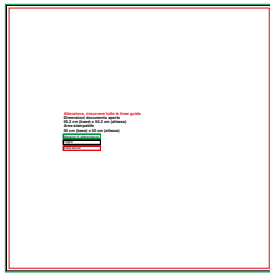 Attenzione: rimuovere tutte le linee guida
Dimensioni documento aperto
50.2 cm (base) x 50.2 cm (altezza)
Area stampabile
50 cm (base) x 50 cm (altezza)